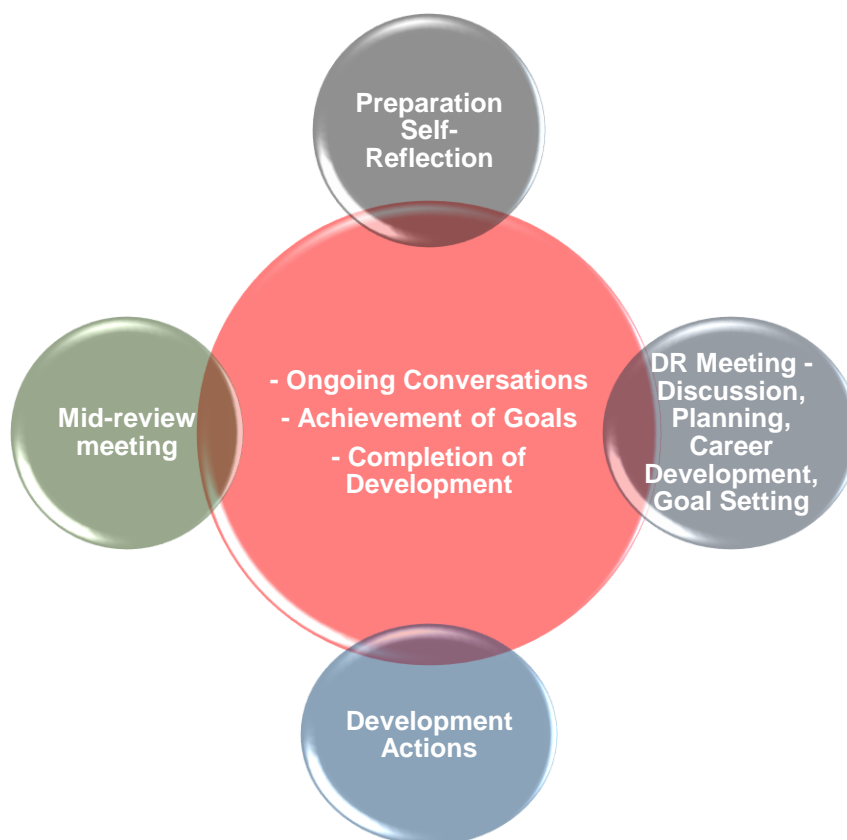 Preparation
Self-
Reflection
- Ongoing Conversations
- Achievement of Goals
- Completion of
Development
Mid-review
meeting
DR Meeting -
Discussion,
Planning,
Career
Development,
Goal Setting
Development
Actions